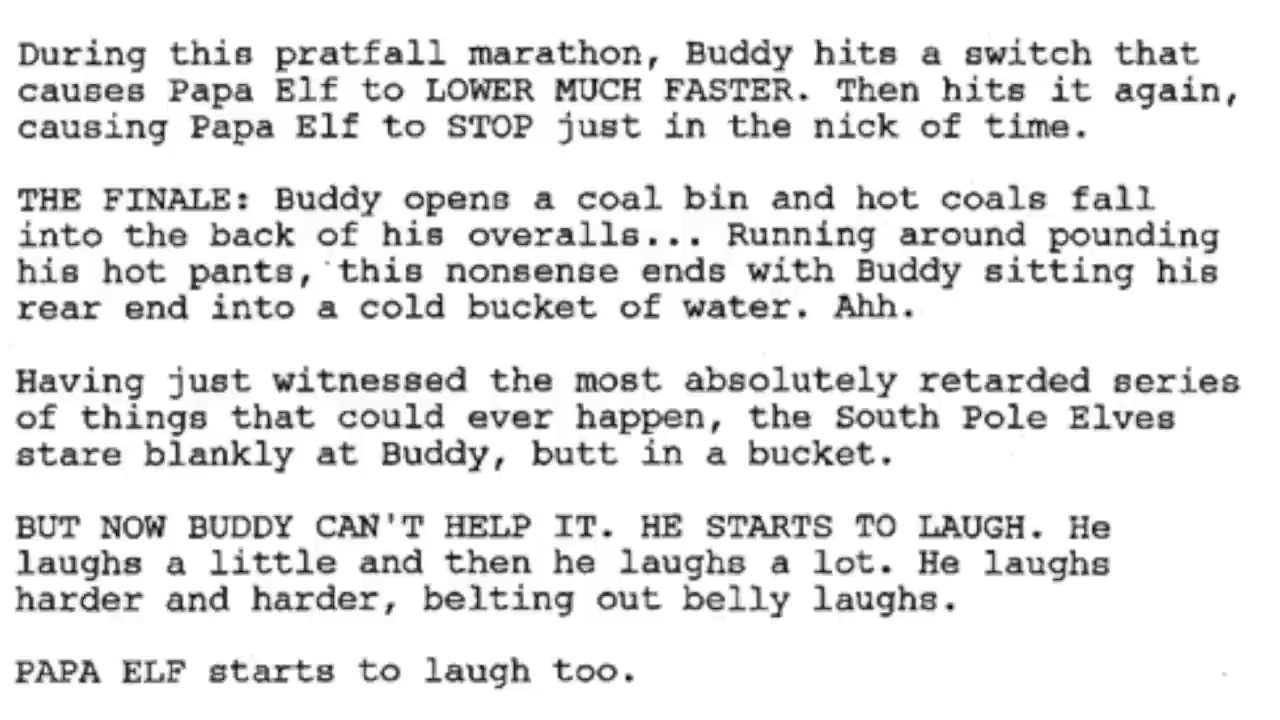 During this pratfall marathon, Buddy hits a switch that
causes Papa Elf to LOWER MUCH FASTER. Then hits it again,
causing Papa Elf to STOP just in the nick of time.
THE FINALE: Buddy opens a coal bin and hot coals fall
into the back of his overalls... Running around pounding
his hot pants, this nonsense ends with Buddy sitting his
rear end into a cold bucket of water. Ahh.
Having just witnessed the most absolutely retarded series
of things that could ever happen, the South Pole Elves
stare blankly at Buddy, butt in a bucket.
BUT NOW BUDDY CAN'T HELP IT. HE STARTS TO LAUGH. He
laughs a little and then he laughs a lot. He laughs
harder and harder, belting out belly laughs.
PAPA ELF starts to laugh too.